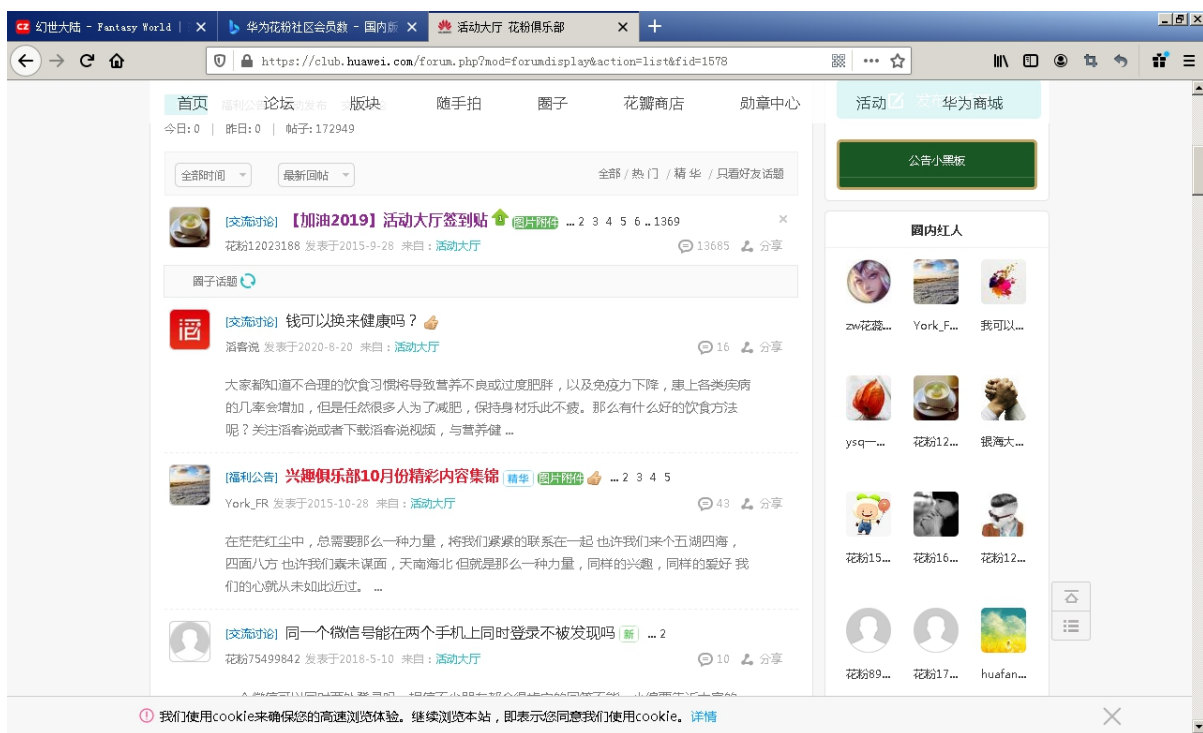 幻世大陆 - Fantasy World |
华为花粉社区会员数 - 国内版
活动大厅 花粉俱乐部
https://club.huawei.com/forum.php?mod=forumdisplay&action=list&fid=1578
首页 论坛 版块 随手拍 圈子 花瓣商店 勋章中心 活动 华为商城
今日: 0 | 昨日: 0 | 帖子: 172949
全部时间 最新回帖 全部 / 热门 / 精华 / 只看好友话题
[交流讨论] 【加油2019】活动大厅签到贴 图片附件 ... 2 3 4 5 6 .. 1369
花粉12023188 发表于2015-9-28 来自：活动大厅 13685 分享
圈子话题
[交流讨论] 钱可以换来健康吗？
滔客说 发表于2020-8-20 来自：活动大厅 16 分享
大家都知道不合理的饮食习惯将导致营养不良或过度肥胖，以及免疫力下降，患上各类疾病
的几率会增加，但是任然很多人为了减肥，保持身材乐此不疲。那么有什么好的饮食方法
呢？关注滔客说或者下载滔客说视频，与营养健 ...
[福利公告] 兴趣俱乐部10月份精彩内容集锦 精华 图片附件 ... 2 3 4 5
York_FR 发表于2015-10-28 来自：活动大厅 43 分享
在茫茫红尘中，总需要那么一种力量，将我们紧紧的联系在一起 也许我们来个五湖四海，
四面八方 也许我们素未谋面，天南海北 但就是那么一种力量，同样的兴趣，同样的爱好 我
们的心就从未如此近过。 ...
[交流讨论] 同一个微信号能在两个手机上同时登录不被发现吗 新 ... 2
花粉75499842 发表于2018-5-10 来自：活动大厅 10 分享
公告小黑板
圈内红人
zw花蕊... York_F... 我可以...
ysq一... 花粉12... 银海大...
花粉15... 花粉16... 花粉12...
花粉89... 花粉17... huafan...
我们使用cookie来确保您的高速浏览体验。继续浏览本站，即表示您同意我们使用cookie。 详情